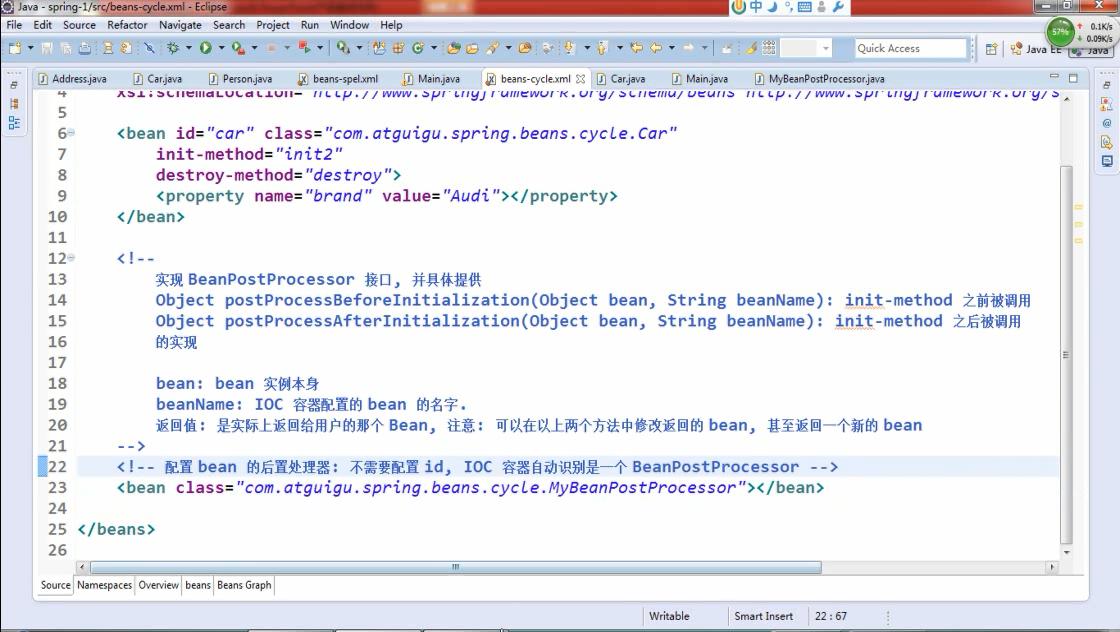 Java - spring-1/src/beans-cycle.xml - Eclipse
File Edit Source Refactor Navigate Search Project Run Window Help
57% 0.1K/s
0.09K/s
Quick Access Java EE Java
Address.java Car.java Person.java beans-spel.xml Main.java beans-cycle.xml Car.java Main.java MyBeanPostProcessor.java
4 xsi:schemaLocation="http://www.springframework.org/schema/beans http://www.springframework.org/s
5
6 <bean id="car" class="com.atguigu.spring.beans.cycle.Car"
7 init-method="init2"
8 destroy-method="destroy">
9 <property name="brand" value="Audi"></property>
10 </bean>
11
12 <!--
13 实现 BeanPostProcessor 接口, 并具体提供
14 Object postProcessBeforeInitialization(Object bean, String beanName): init-method 之前被调用
15 Object postProcessAfterInitialization(Object bean, String beanName): init-method 之后被调用
16 的实现
17
18 bean: bean 实例本身
19 beanName: IOC 容器配置的 bean 的名字.
20 返回值: 是实际上返回给用户的那个 Bean, 注意: 可以在以上两个方法中修改返回的 bean, 甚至返回一个新的 bean
21 -->
22 <!-- 配置 bean 的后置处理器: 不需要配置 id, IOC 容器自动识别是一个 BeanPostProcessor -->
23 <bean class="com.atguigu.spring.beans.cycle.MyBeanPostProcessor"></bean>
24
25 </beans>
26
Source Namespaces Overview beans Beans Graph
Writable Smart Insert 22 : 67